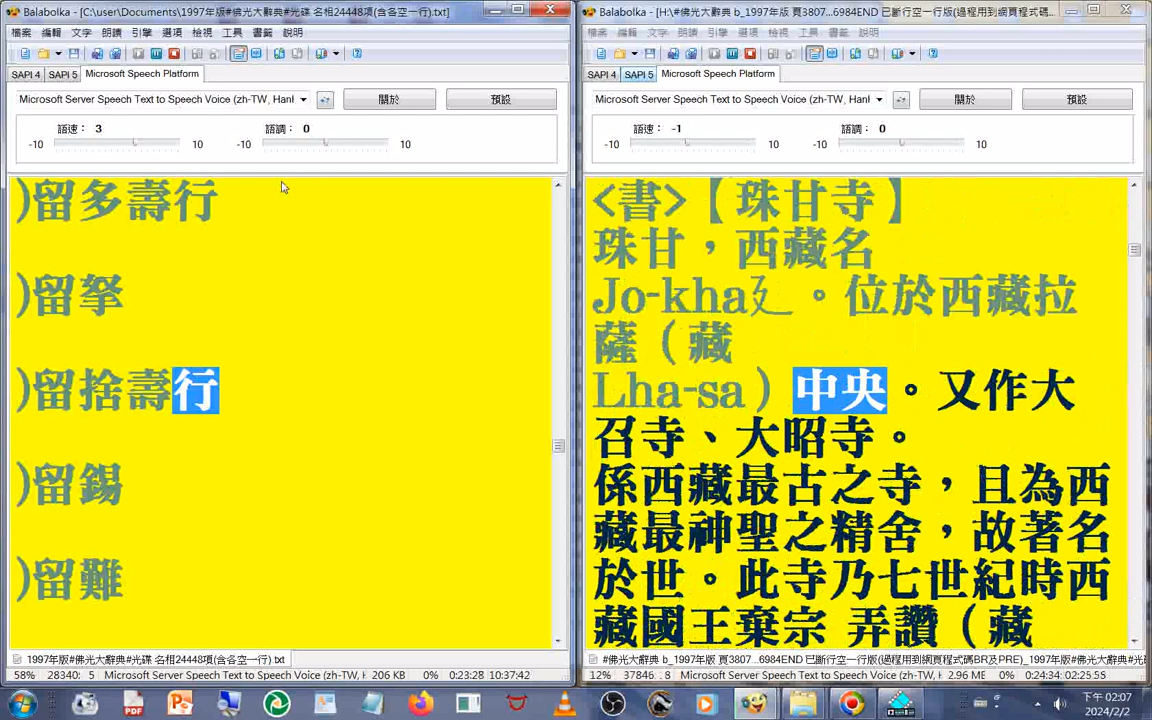 Balabolka - [C:\user\Documents\1997年版#佛光大辭典#光碟 名相24448項(含各空一行).txt]
檔案 編輯 文字 朗讀 引擎 選項 檢視 工具 書籤 說明
SAPI 4 SAPI 5 Microsoft Speech Platform
Microsoft Server Speech Text to Speech Voice (zh-TW, Hanl
關於 預設
語速： 3 語調： 0
-10 10 -10 10
)留多壽行
)留拏
)留捨壽行
)留錫
)留難
1997年版#佛光大辭典#光碟 名相24448項(含各空一行).txt
58% 28340: 5 Microsoft Server Speech Text to Speech Voice (zh-TW, H 206 KB 0% 0:23:28 10:37:42
Balabolka - [H:\#佛光大辭典 b_1997年版 頁3807...6984END 已斷行空一行版(過程用到網頁程式碼
檔案 編輯 文字 朗讀 引擎 選項 檢視 工具 書籤 說明
SAPI 4 SAPI 5 Microsoft Speech Platform
Microsoft Server Speech Text to Speech Voice (zh-TW, Hanl
關於 預設
語速： -1 語調： 0
-10 10 -10 10
<書>【珠甘寺】
珠甘，西藏名
Jo-kha廴。位於西藏拉
薩（藏
Lha-sa）中央。又作大
召寺、大昭寺。
係西藏最古之寺，且為西
藏最神聖之精舍，故著名
於世。此寺乃七世紀時西
藏國王棄宗 弄讚（藏
#佛光大辭典 b_1997年版 頁3807...6984END 已斷行空一行版(過程用到網頁程式碼BR及PRE)_1997年版#光
12% 37846. 8 Microsoft Server Speech Text to Speech Voice (zh-TW, H 2.96 MB 0% 0:24:34: 02:25:58
下午 02:07
2024/2/2